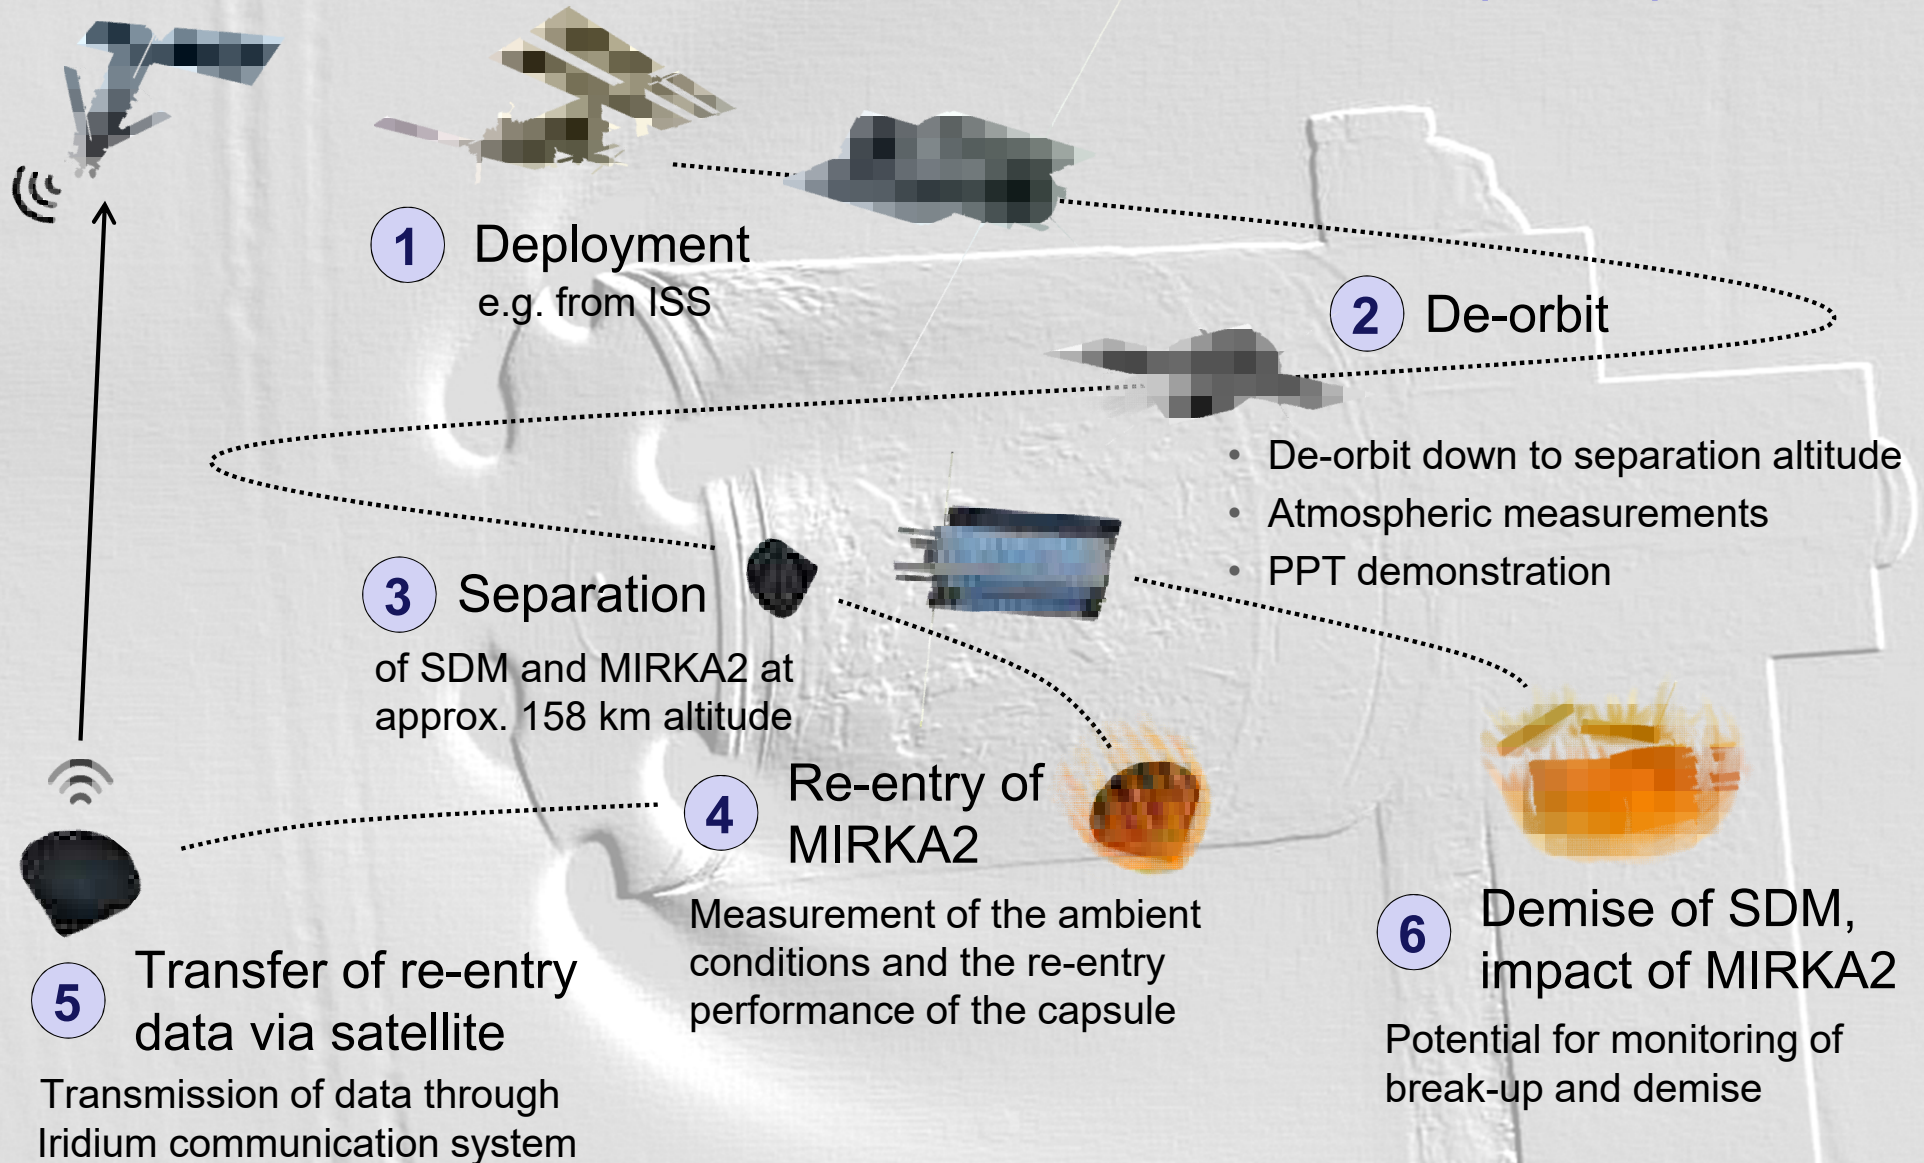 1 Deployment
e.g. from ISS
2 De-orbit
• De-orbit down to separation altitude
• Atmospheric measurements
• PPT demonstration
3 Separation
of SDM and MIRKA2 at
approx. 158 km altitude
4 Re-entry of
MIRKA2
Measurement of the ambient
conditions and the re-entry
performance of the capsule
5 Transfer of re-entry
data via satellite
Transmission of data through
Iridium communication system
6 Demise of SDM,
impact of MIRKA2
Potential for monitoring of
break-up and demise